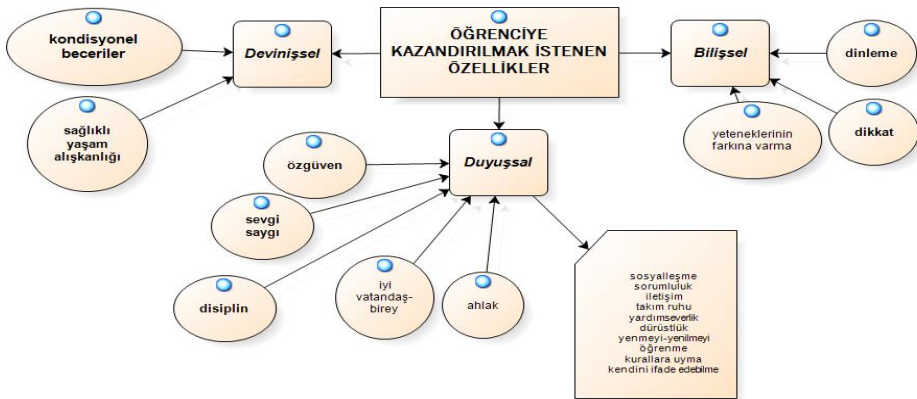 ÖĞRENCİYE
KAZANDIRILMAK İSTENEN
ÖZELLİKLER
kondisyonel
beceriler
Devinişsel
Bilişsel
dinleme
sağlıklı
yaşam
alışkanlığı
yeteneklerinin
farkına varma
dikkat
özgüven
Duyuşsal
sevgi
saygı
disiplin
iyi
vatandaş-
birey
ahlak
sosyalleşme
sorumluluk
iletişim
takım ruhu
yardımseverlik
dürüstlük
yenmeyi-yenilmeyi
öğrenme
kurallara uyma
kendini ifade edebilme